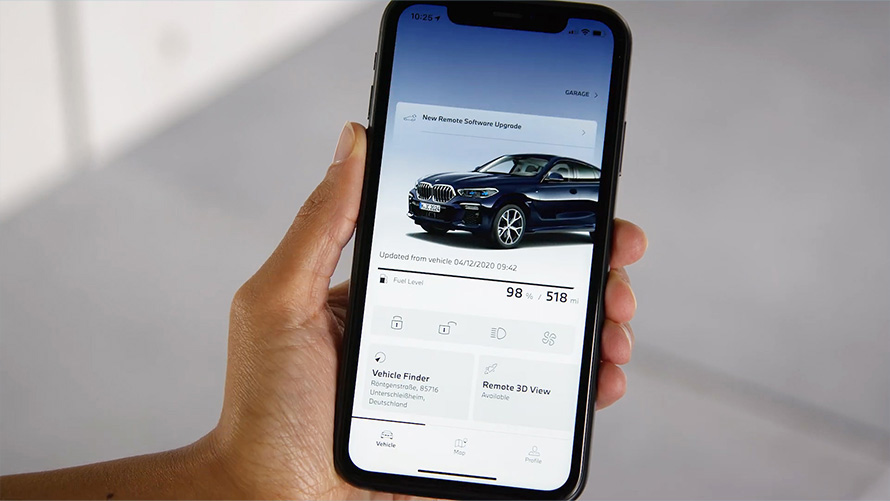 10:25
GARAGE >
New Remote Software Upgrade >
Updated from vehicle 04/12/2020 09:42
Fuel Level
98 % / 518 mi
Vehicle Finder
Röntgenstraße, 85716
Unterschleißheim,
Deutschland
Remote 3D View
Available
Vehicle
Map
Profile